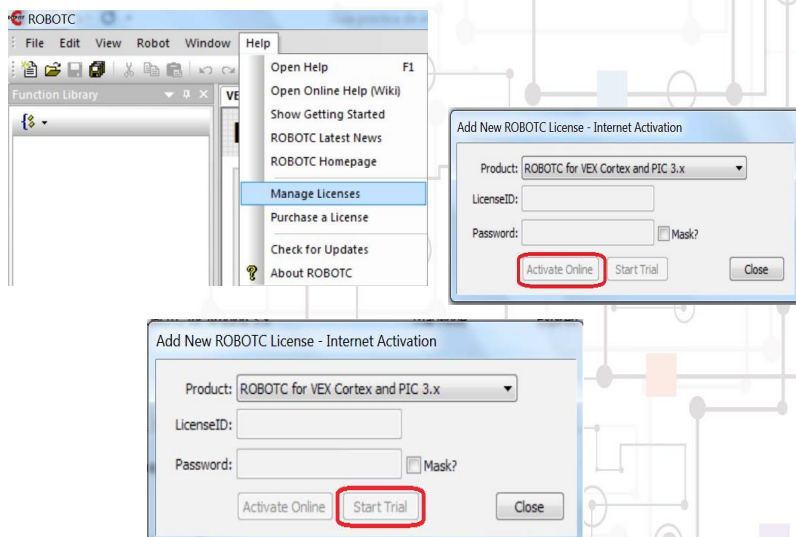 ROBOTC
File Edit View Robot Window Help
Function Library
Open Help F1
Open Online Help (Wiki)
Show Getting Started
ROBOTC Latest News
ROBOTC Homepage
Manage Licenses
Purchase a License
Check for Updates
About ROBOTC
Add New ROBOTC License - Internet Activation
Product: ROBOTC for VEX Cortex and PIC 3.x
LicenseID:
Password: Mask?
Activate Online Start Trial Close
Add New ROBOTC License - Internet Activation
Product: ROBOTC for VEX Cortex and PIC 3.x
LicenseID:
Password: Mask?
Activate Online Start Trial Close